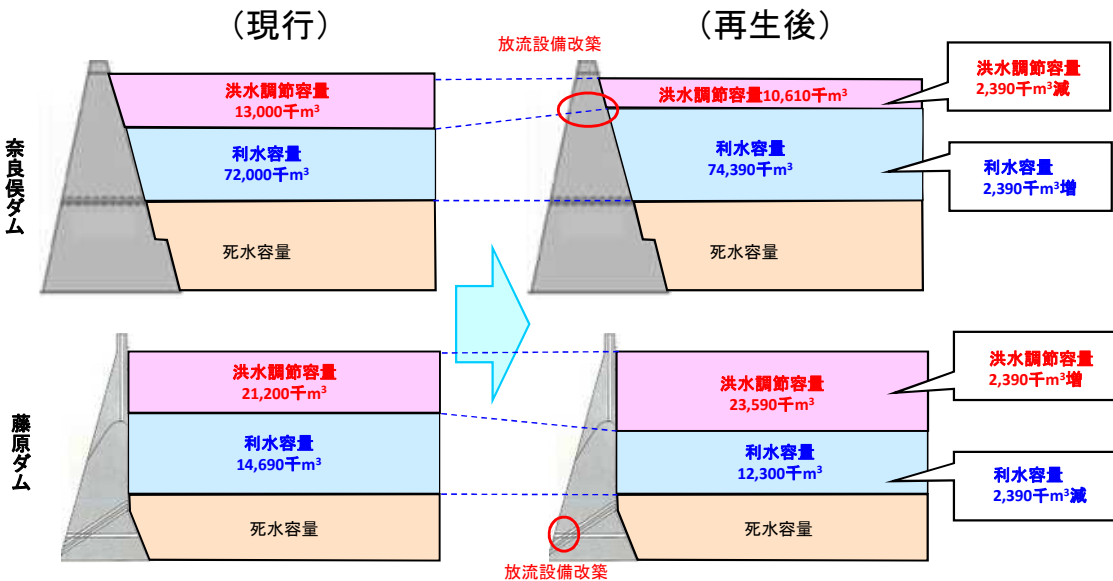 （現行）
（再生後）
放流設備改築
奈良俣ダム
洪水調節容量
13,000千m³
利水容量
72,000千m³
死水容量
洪水調節容量10,610千m³
利水容量
74,390千m³
死水容量
洪水調節容量
2,390千m³減
利水容量
2,390千m³増
藤原ダム
洪水調節容量
21,200千m³
利水容量
14,690千m³
死水容量
洪水調節容量
23,590千m³
利水容量
12,300千m³
死水容量
放流設備改築
洪水調節容量
2,390千m³増
利水容量
2,390千m³減